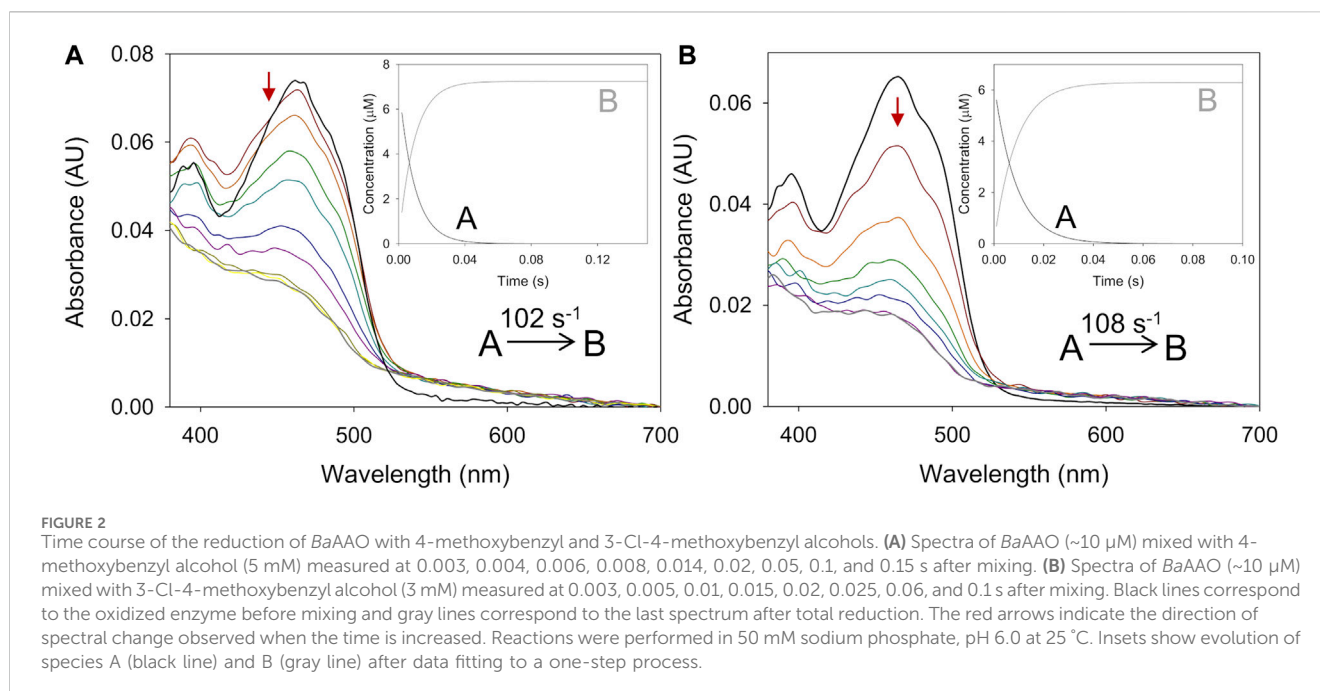 A
0.08
0.06
0.04
0.02
0.00
Absorbance (AU)
400
500
600
700
Wavelength (nm)
8
6
4
2
0
Concentration (µM)
0.00
0.04
0.08
0.12
Time (s)
A
B
102 s-1
A → B
B
0.06
0.04
0.02
0.00
Absorbance (AU)
400
500
600
700
Wavelength (nm)
6
4
2
0
Concentration (µM)
0.00
0.02
0.04
0.06
0.08
0.10
Time (s)
A
B
108 s-1
A → B
FIGURE 2
Time course of the reduction of BaAAO with 4-methoxybenzyl and 3-Cl-4-methoxybenzyl alcohols. (A) Spectra of BaAAO (~10 µM) mixed with 4-
methoxybenzyl alcohol (5 mM) measured at 0.003, 0.004, 0.006, 0.008, 0.014, 0.02, 0.05, 0.1, and 0.15 s after mixing. (B) Spectra of BaAAO (~10 µM)
mixed with 3-Cl-4-methoxybenzyl alcohol (3 mM) measured at 0.003, 0.005, 0.01, 0.015, 0.02, 0.025, 0.06, and 0.1 s after mixing. Black lines correspond
to the oxidized enzyme before mixing and gray lines correspond to the last spectrum after total reduction. The red arrows indicate the direction of
spectral change observed when the time is increased. Reactions were performed in 50 mM sodium phosphate, pH 6.0 at 25 °C. Insets show evolution of
species A (black line) and B (gray line) after data fitting to a one-step process.